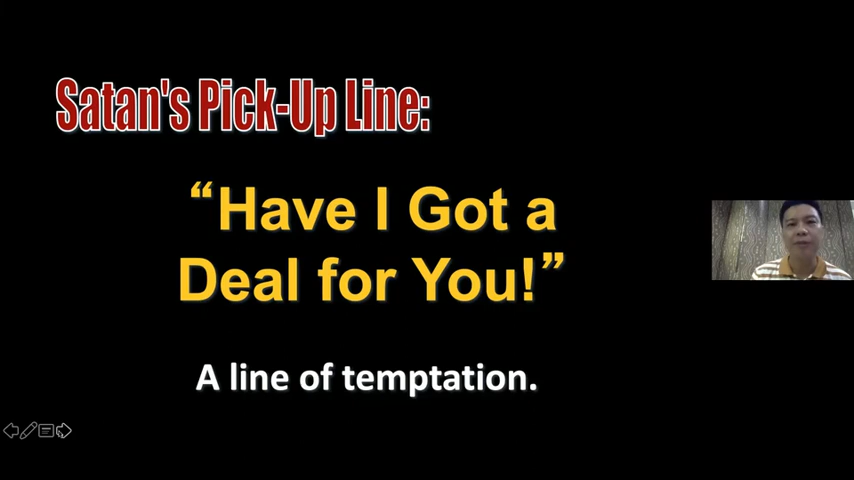 Satan's Pick-Up Line:
“Have I Got a
Deal for You!”
A line of temptation.